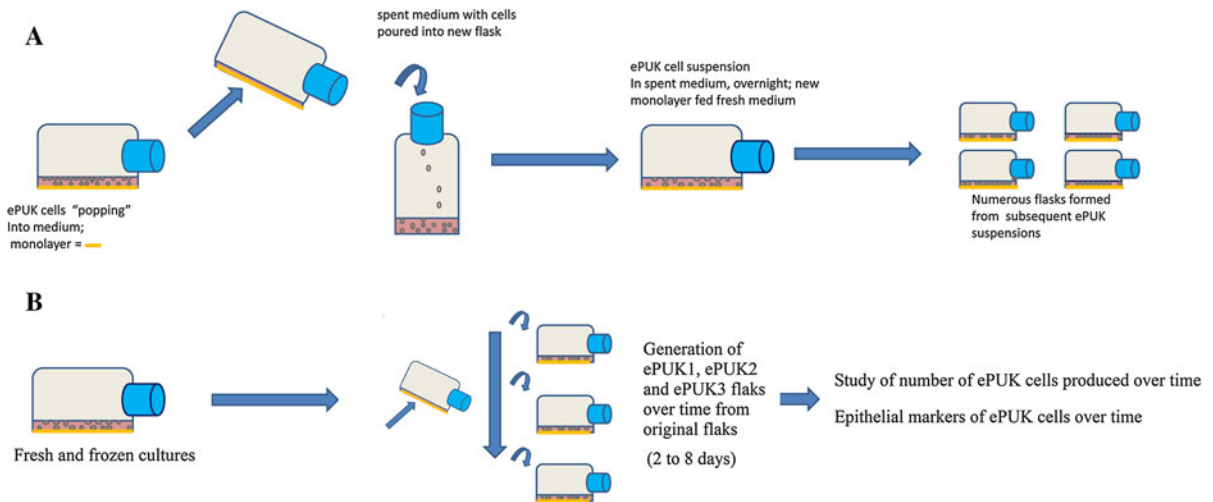 A
ePUK cells "popping"
Into medium;
monolayer =
spent medium with cells
poured into new flask
ePUK cell suspension
In spent medium, overnight; new
monolayer fed fresh medium
Numerous flasks formed
from subsequent ePUK
suspensions
B
Fresh and frozen cultures
Generation of
ePUK1, ePUK2
and ePUK3 flaks
over time from
original flaks
(2 to 8 days)
Study of number of ePUK cells produced over time
Epithelial markers of ePUK cells over time